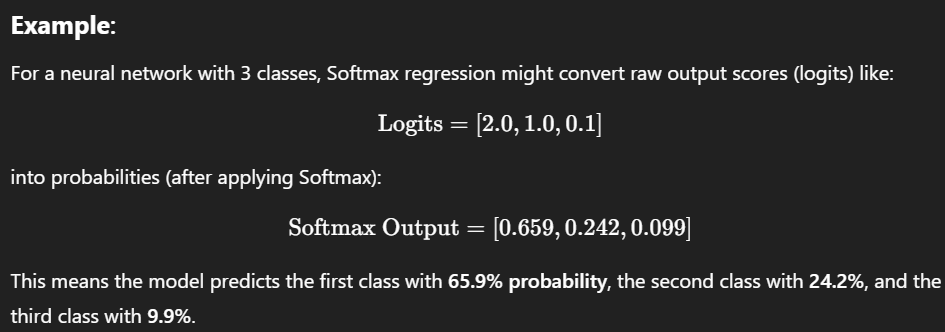 Example:
For a neural network with 3 classes, Softmax regression might convert raw output scores (logits) like:
Logits = [2.0, 1.0, 0.1]
into probabilities (after applying Softmax):
Softmax Output = [0.659, 0.242, 0.099]
This means the model predicts the first class with 65.9% probability, the second class with 24.2%, and the
third class with 9.9%.